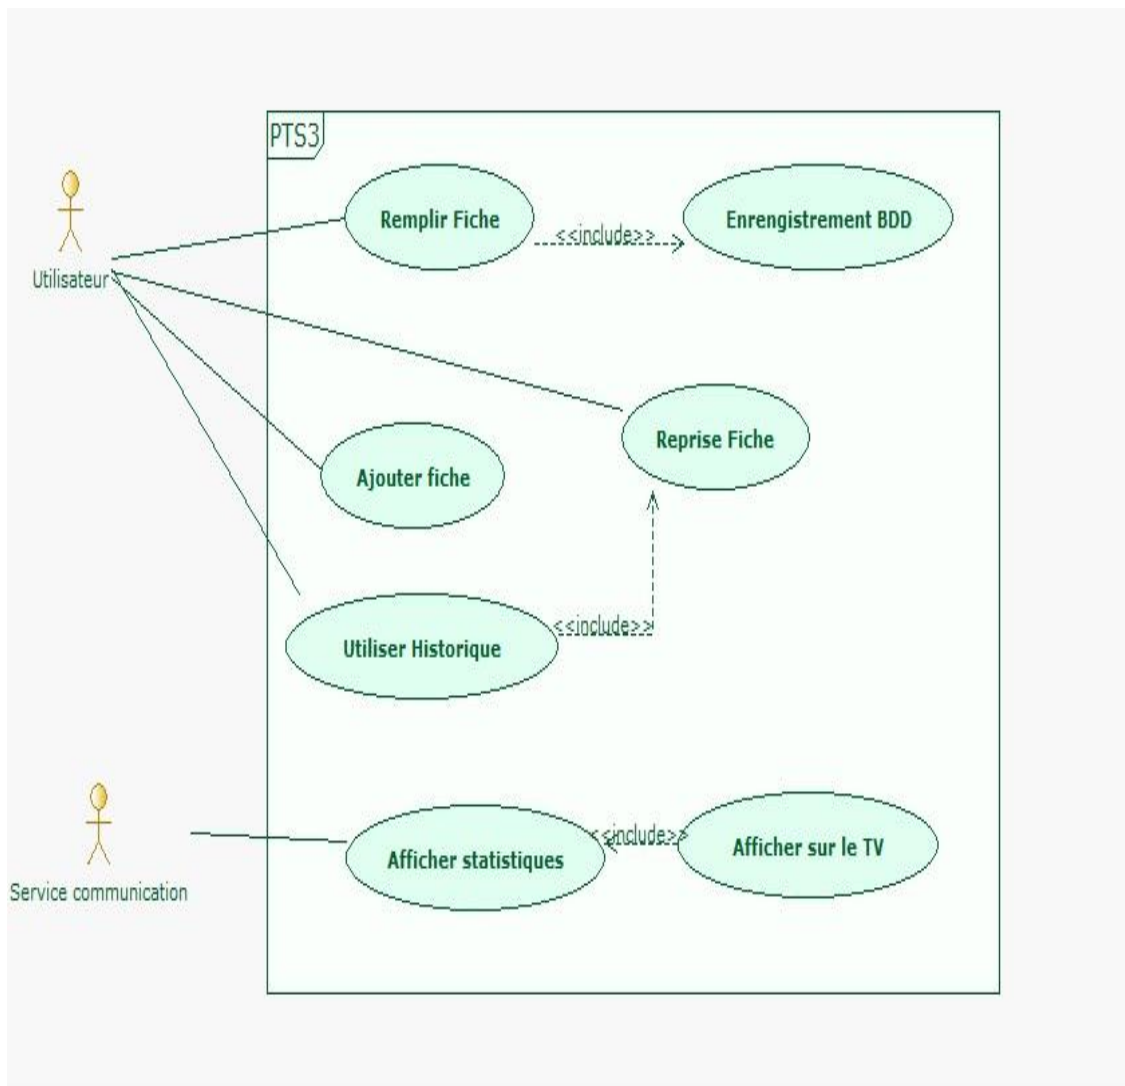 PTS3
Remplir Fiche
<<include>>
Enrengistrement BDD
Utilisateur
Reprise Fiche
Ajouter fiche
<<include>>
Utiliser Historique
<<include>>
Afficher sur le TV
Afficher statistiques
Service communication